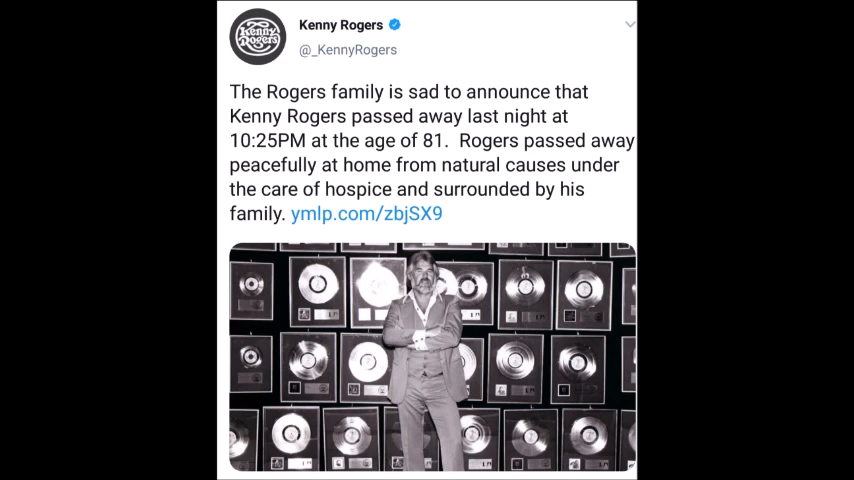 Kenny Rogers
Kenny Rogers
@_KennyRogers
The Rogers family is sad to announce that
Kenny Rogers passed away last night at
10:25PM at the age of 81.  Rogers passed away
peacefully at home from natural causes under
the care of hospice and surrounded by his
family. ymlp.com/zbjSX9